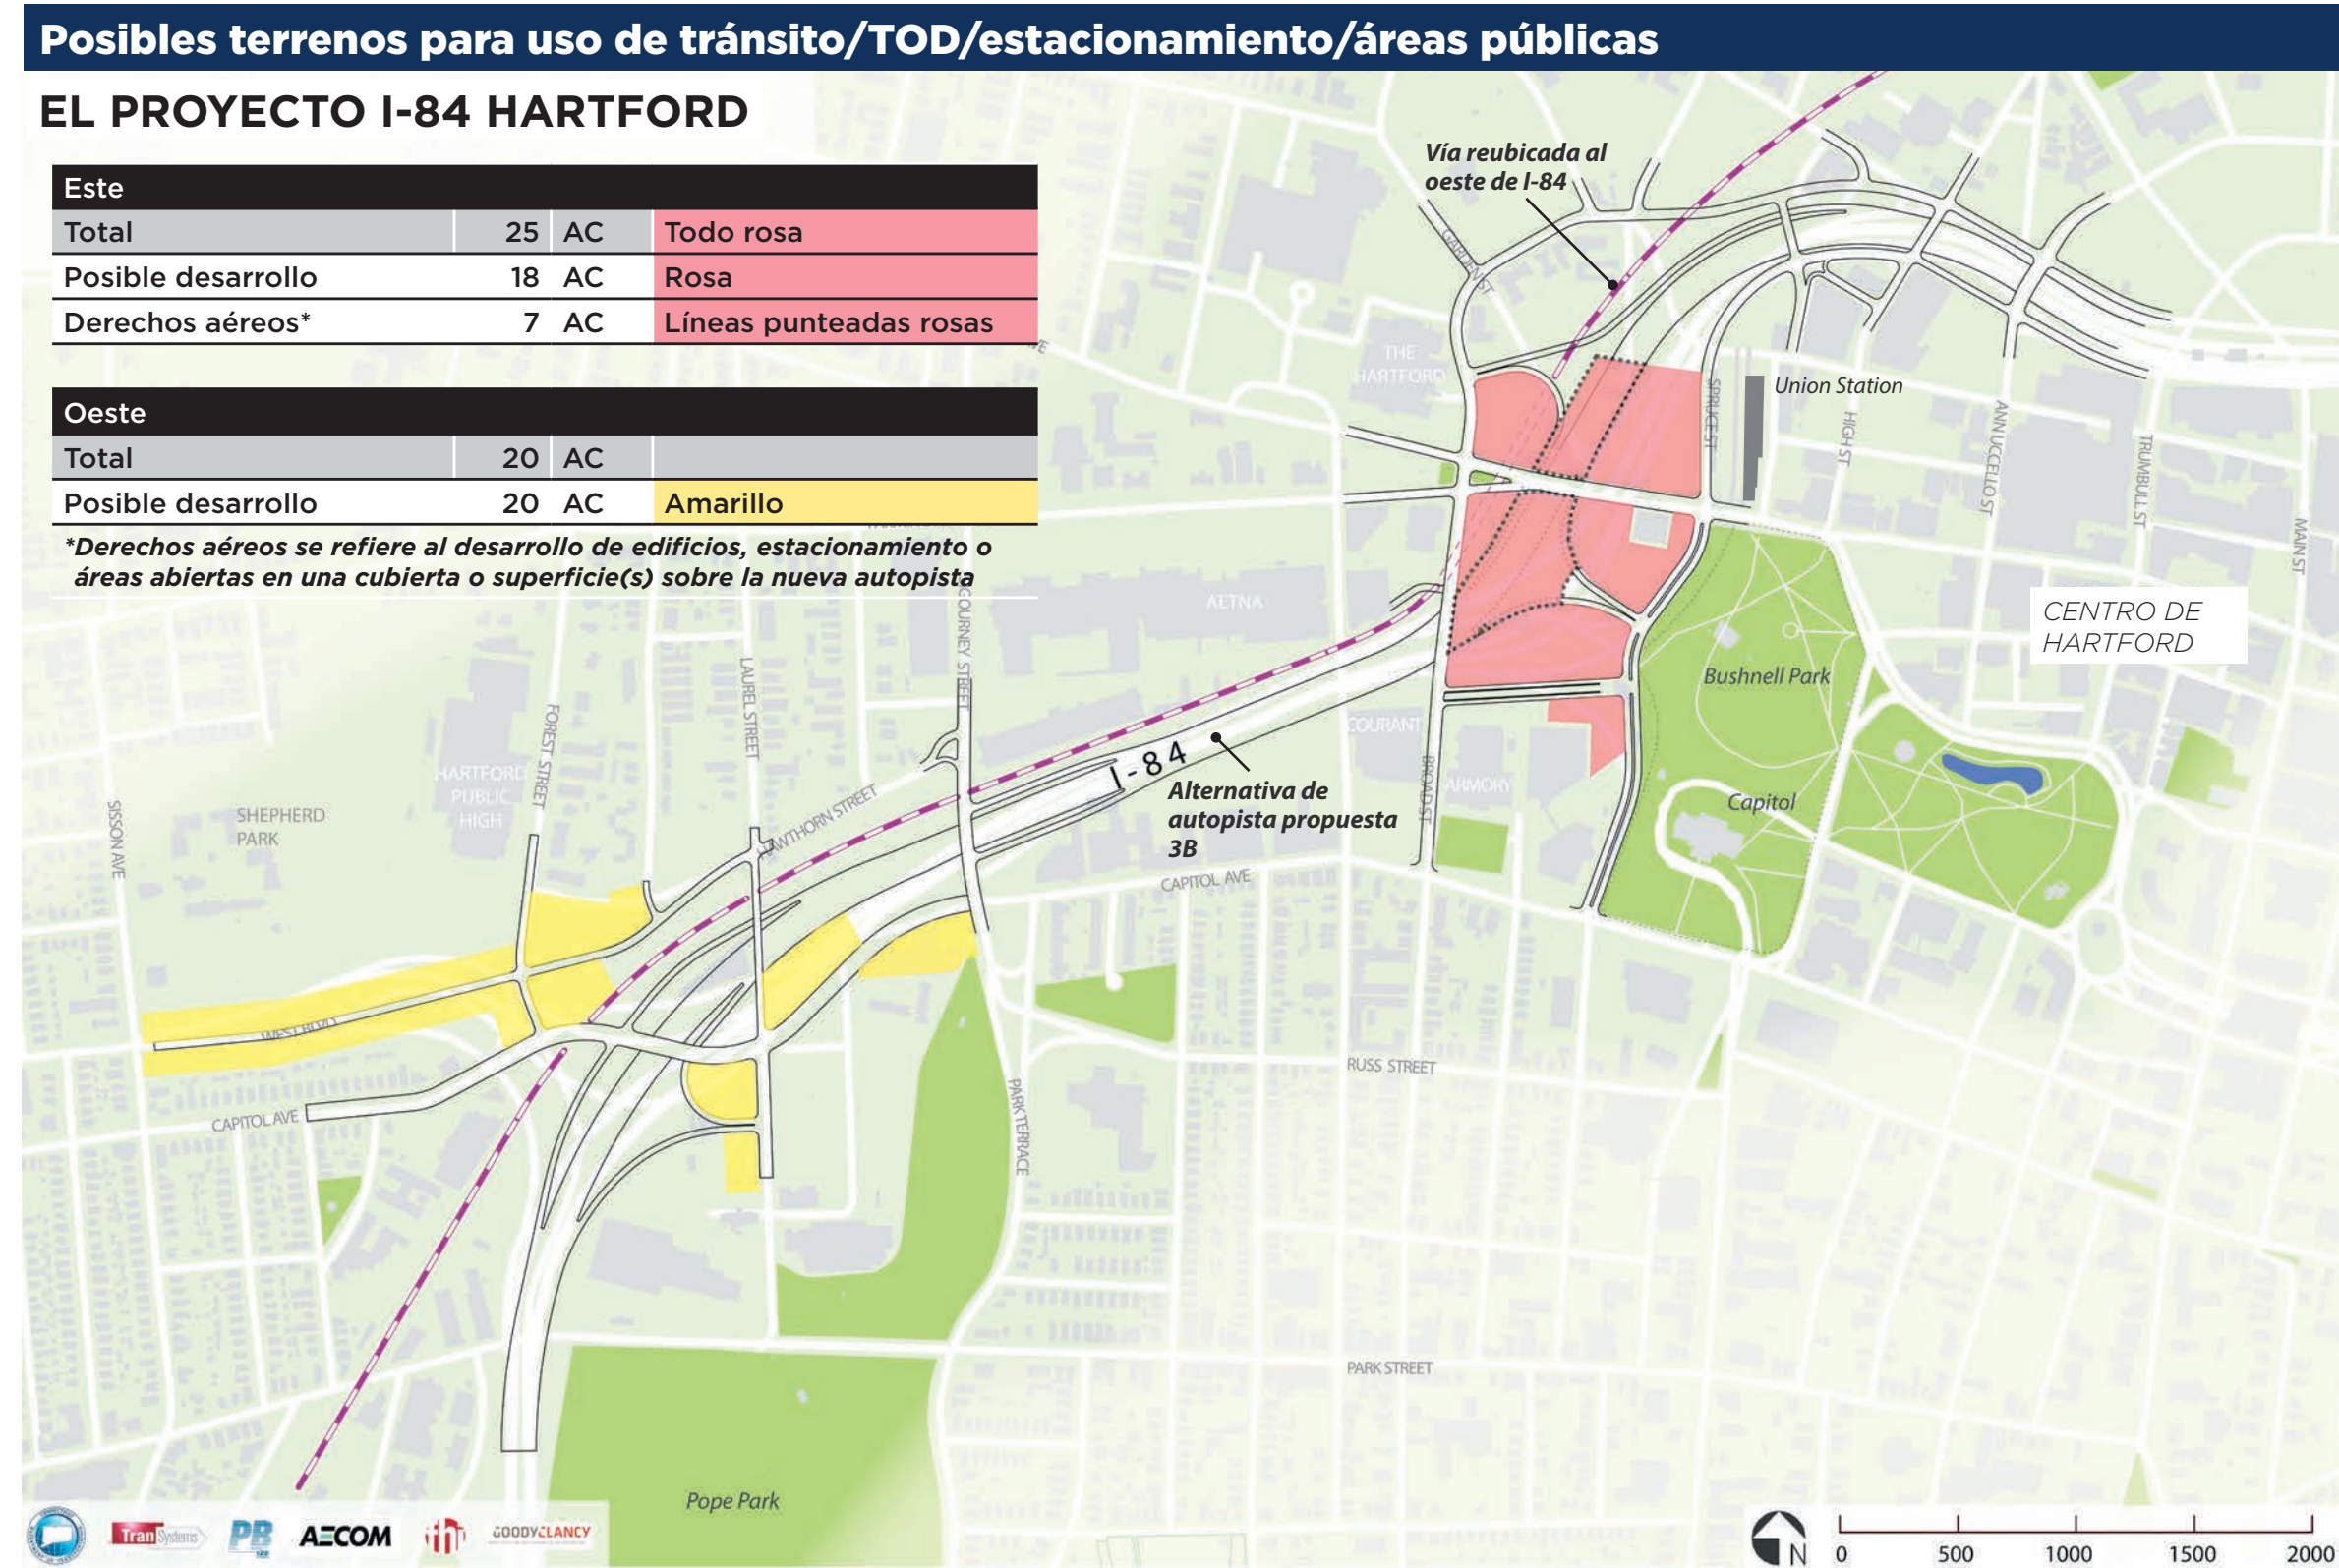 Posibles terrenos para uso de tránsito/TOD/estacionamiento/áreas públicas
EL PROYECTO I-84 HARTFORD
Este
Total 25 AC Todo rosa
Posible desarrollo 18 AC Rosa
Derechos aéreos* 7 AC Líneas punteadas rosas
Oeste
Total 20 AC
Posible desarrollo 20 AC Amarillo
*Derechos aéreos se refiere al desarrollo de edificios, estacionamiento o
áreas abiertas en una cubierta o superficie(s) sobre la nueva autopista
Vía reubicada al
oeste de I-84
GARDEN ST
THE
HARTFORD
SPRUCE ST
Union Station
HIGH ST
ANN UCCELLO ST
TRUMBULL ST
MAIN ST
CENTRO DE
HARTFORD
AETNA
Bushnell Park
Capitol
COURANT
ARMORY
BROAD ST
I-84
Alternativa de
autopista propuesta
3B
CAPITOL AVE
LAUREL STREET
FOREST STREET
HAWTHORN STREET
HARTFORD
PUBLIC
HIGH
SHEPHERD
PARK
SISSON AVE
WEST BLVD
CAPITOL AVE
PARK TERRACE
RUSS STREET
PARK STREET
Pope Park
TranSystems
PB
AECOM
fhi
GOODYCLANCY
N
0 500 1000 1500 2000